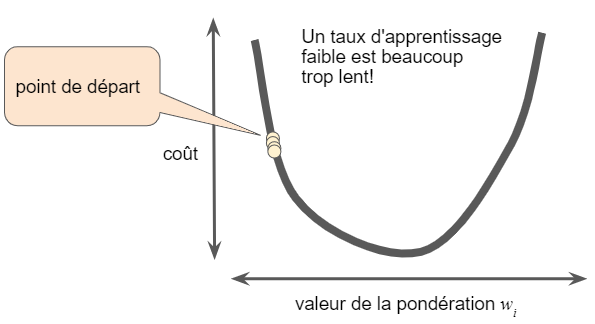 Un taux d'apprentissage
faible est beaucoup
trop lent!
point de départ
coût
valeur de la pondération wᵢ